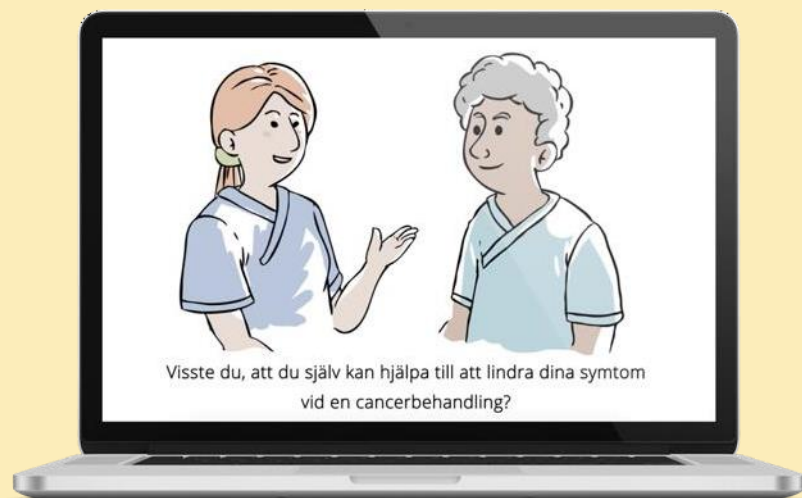 Visste du, att du själv kan hjälpa till att lindra dina symtom
vid en cancerbehandling?